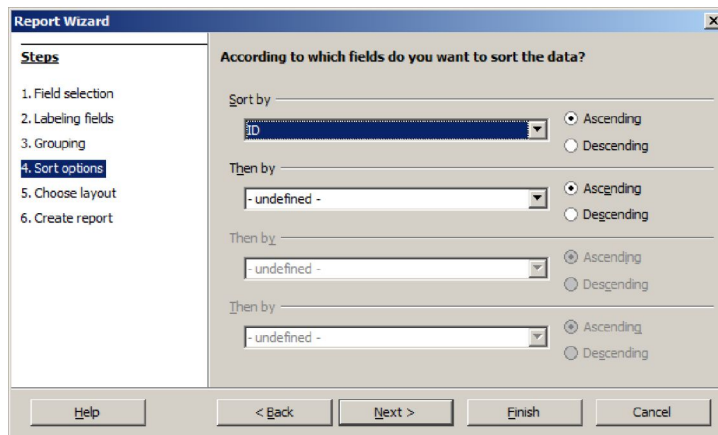 Report Wizard
Steps
1. Field selection
2. Labeling fields
3. Grouping
4. Sort options
5. Choose layout
6. Create report
According to which fields do you want to sort the data?
Sort by
ID
Ascending
Descending
Then by
- undefined -
Ascending
Descending
Then by
- undefined -
Ascending
Descending
Then by
- undefined -
Ascending
Descending
Help
< Back
Next >
Finish
Cancel